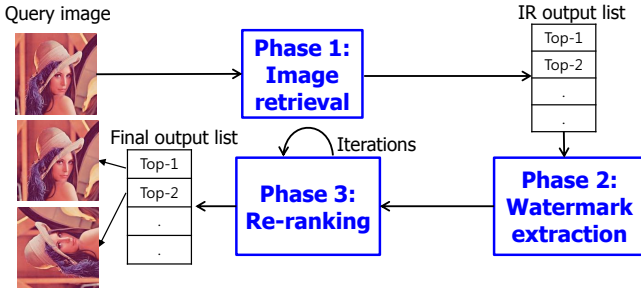 Query image
Phase 1:
Image
retrieval
IR output list
Top-1
Top-2
.
.
Phase 2:
Watermark
extraction
Iterations
Phase 3:
Re-ranking
Final output list
Top-1
Top-2
.
.